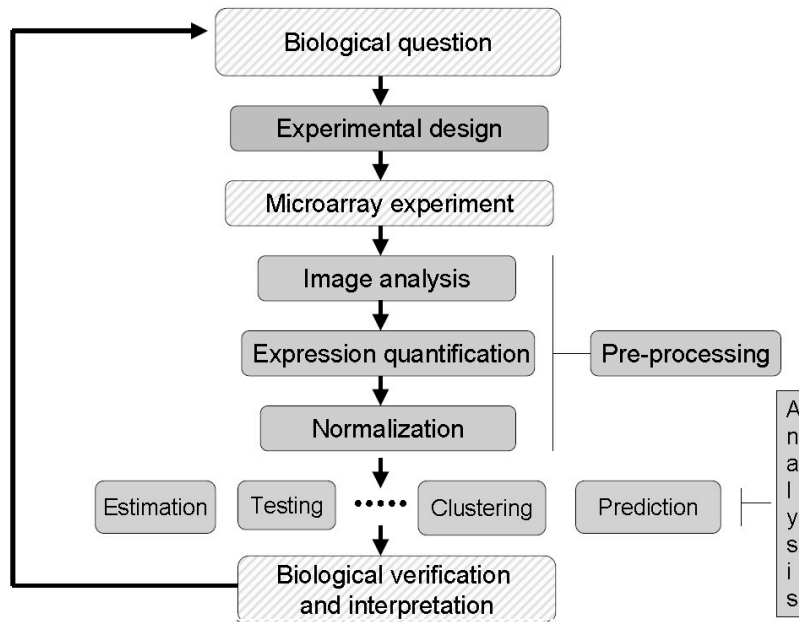 Biological question
Experimental design
Microarray experiment
Image analysis
Expression quantification
Pre-processing
Normalization
Estimation
Testing
Clustering
Prediction
Analysis
Biological verification
and interpretation